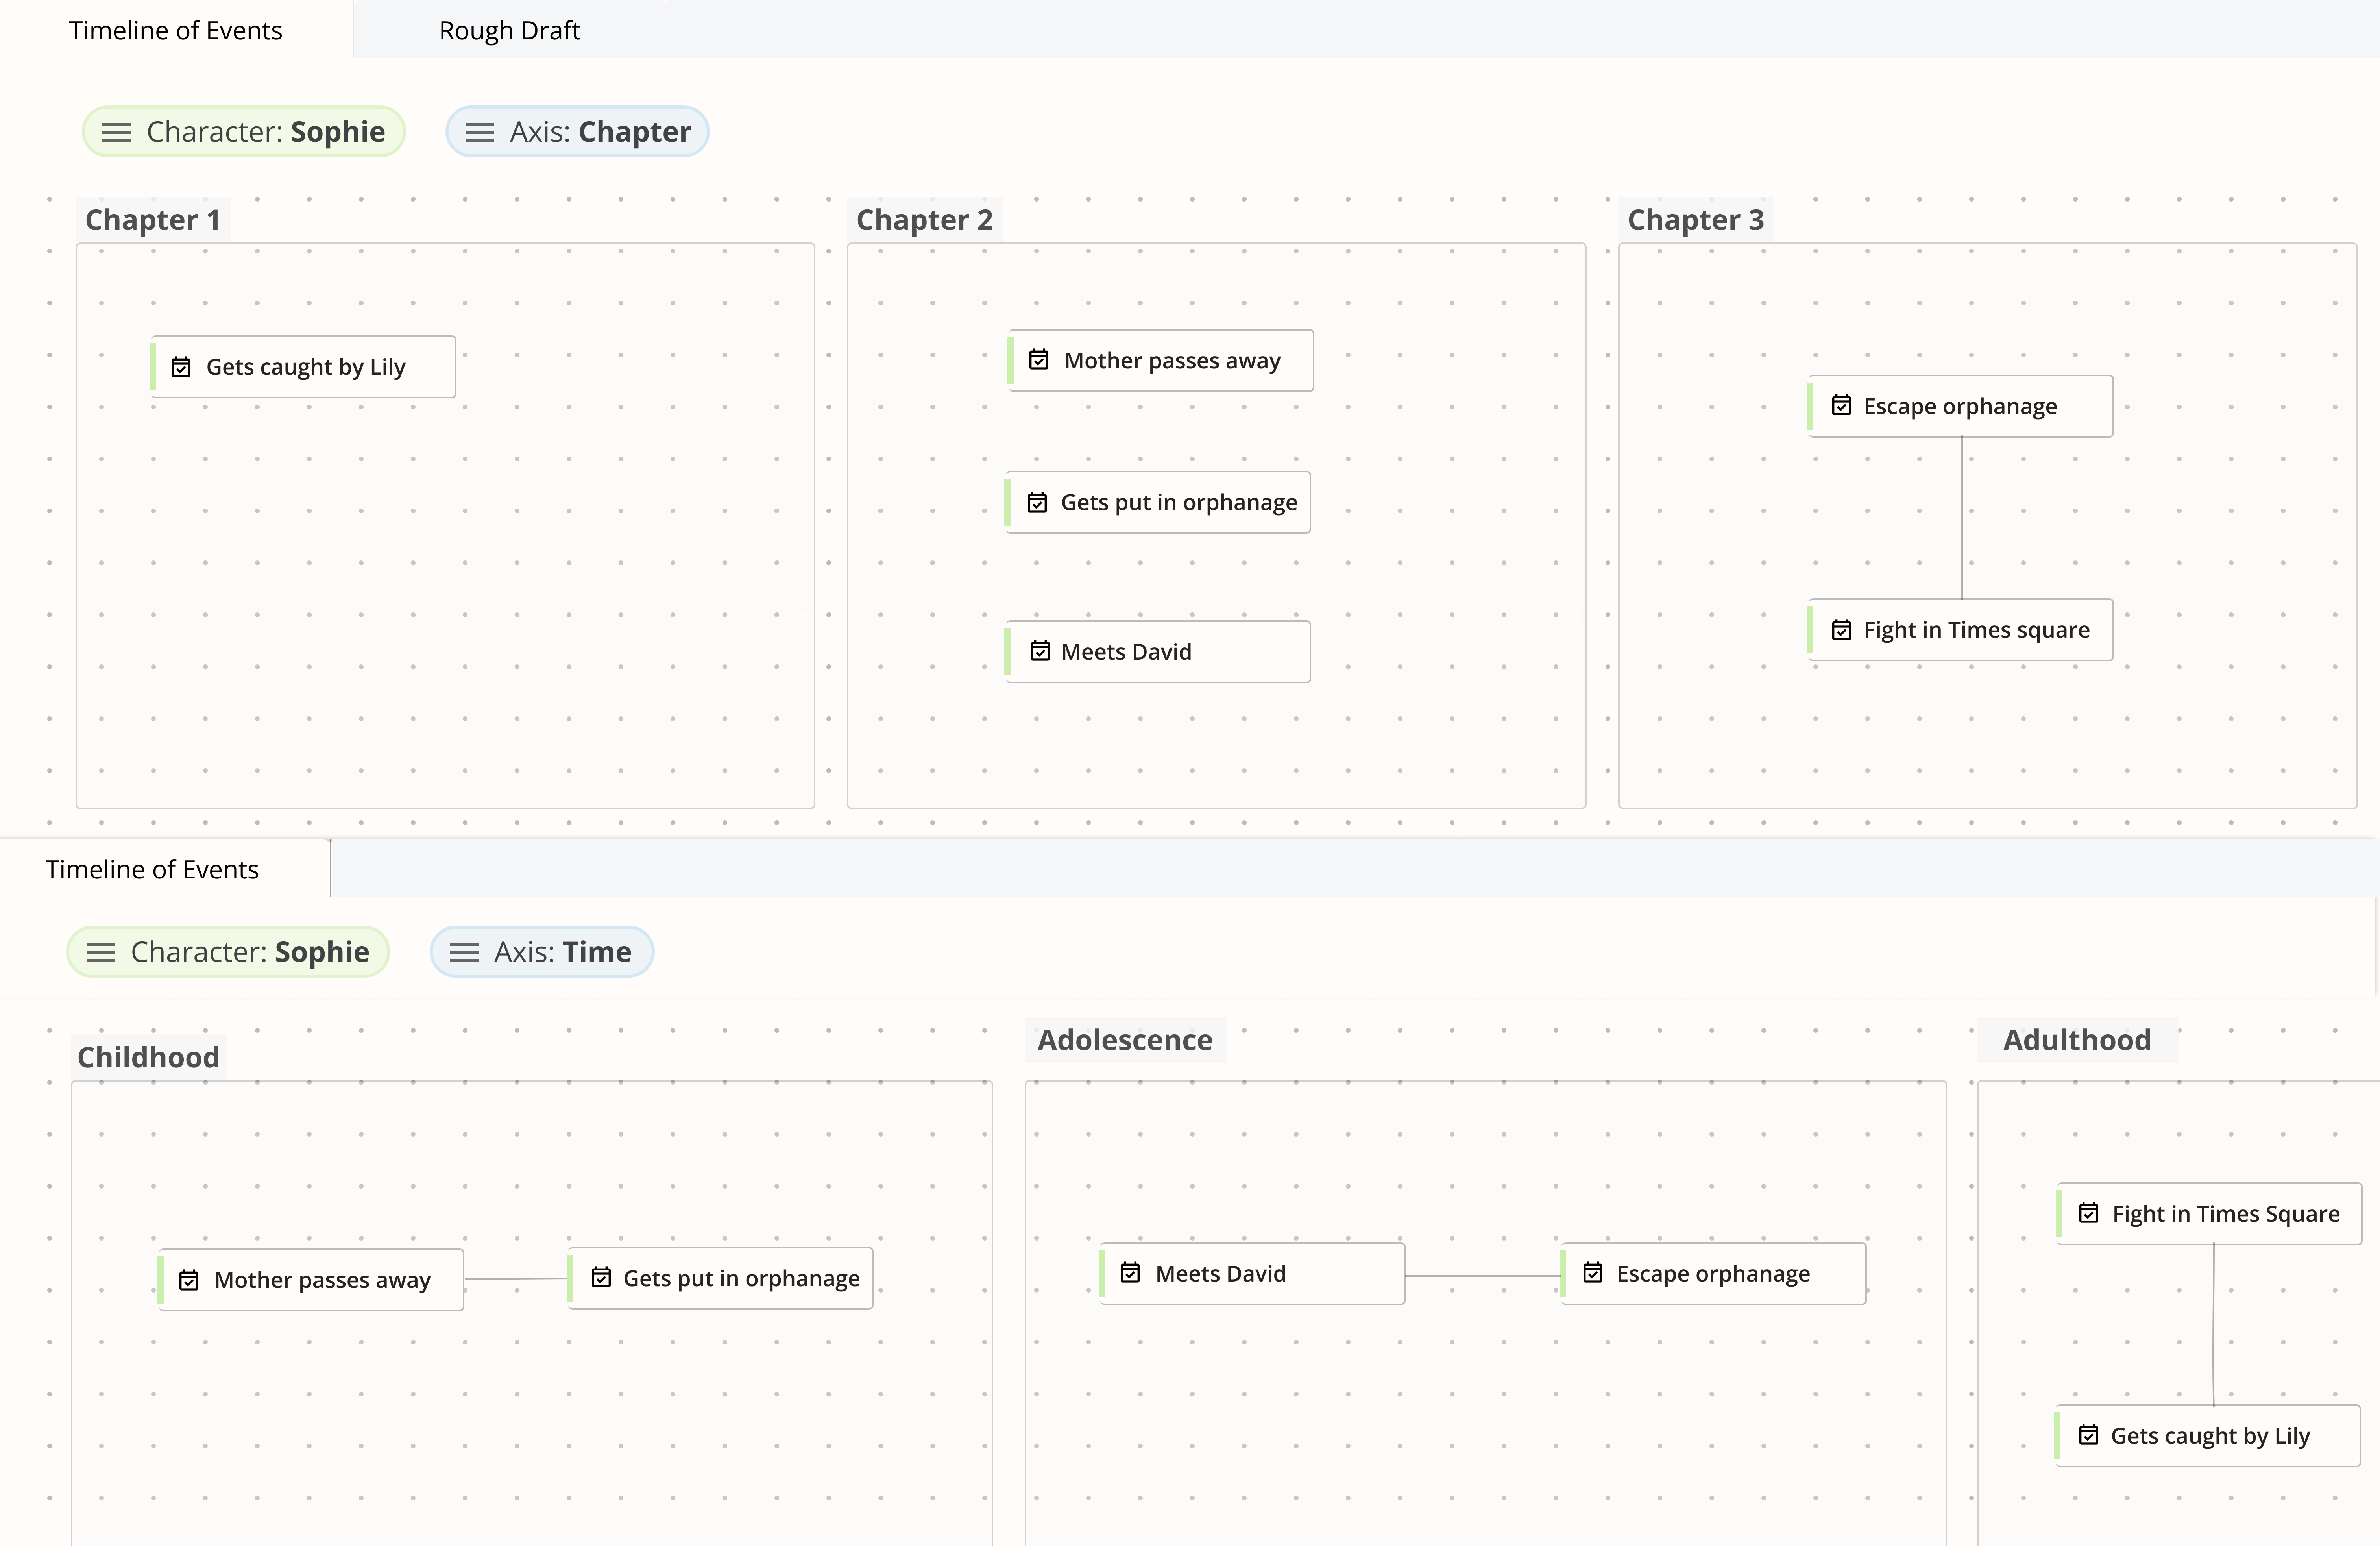 Timeline of Events
Rough Draft
Character: Sophie
Axis: Chapter
Chapter 1
Gets caught by Lily
Chapter 2
Mother passes away
Gets put in orphanage
Meets David
Chapter 3
Escape orphanage
Fight in Times square
Timeline of Events
Character: Sophie
Axis: Time
Childhood
Mother passes away
Gets put in orphanage
Adolescence
Meets David
Escape orphanage
Adulthood
Fight in Times Square
Gets caught by Lily